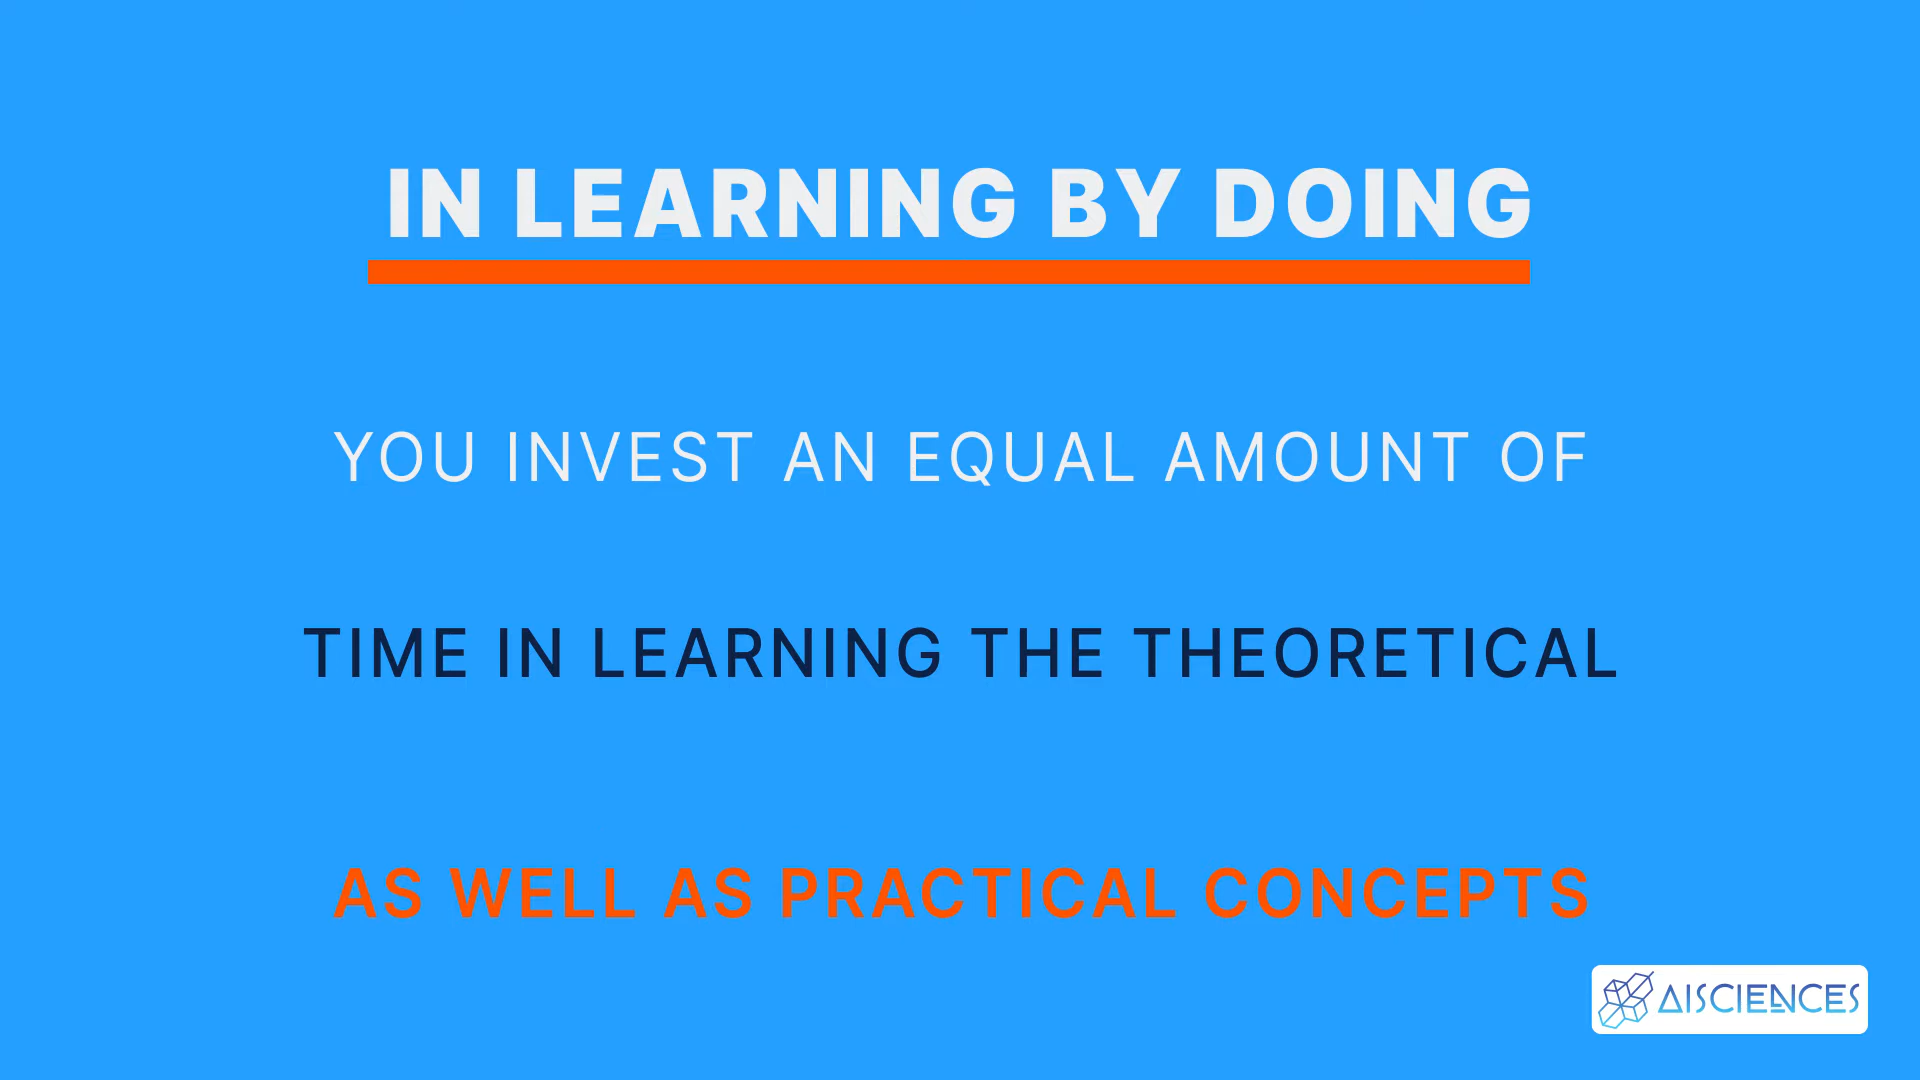 IN LEARNING BY DOING
YOU INVEST AN EQUAL AMOUNT OF
TIME IN LEARNING THE THEORETICAL
AS WELL AS PRACTICAL CONCEPTS
AISCIENCES